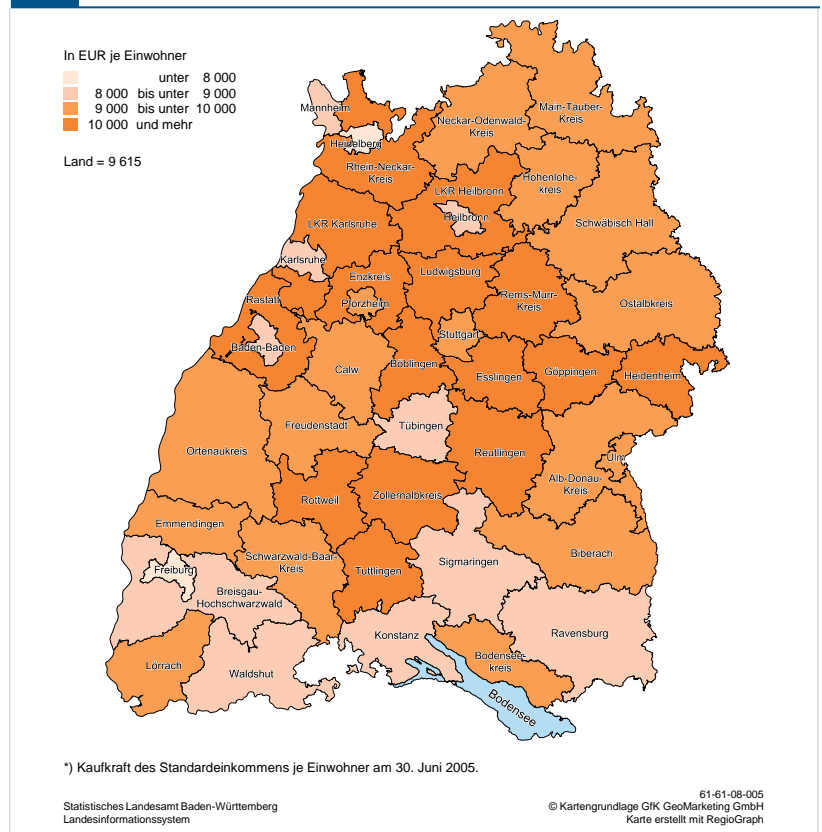 In EUR je Einwohner
unter 8 000
8 000 bis unter 9 000
9 000 bis unter 10 000
10 000 und mehr
Land = 9 615
Mannheim
Main-Tauber-
Kreis
Neckar-Odenwald-
Kreis
Heidelberg
Rhein-Neckar-
Kreis
Hohenlohe-
kreis
LKR Heilbronn
Heilbronn
LKR Karlsruhe
Schwäbisch Hall
Karlsruhe
Enzkreis
Ludwigsburg
Rastatt
Pforzheim
Rems-Murr-
Kreis
Ostalbkreis
Stuttgart
Baden-Baden
Calw
Böblingen
Esslingen
Göppingen
Heidenheim
Freudenstadt
Tübingen
Ortenaukreis
Reutlingen
Ulm
Alb-Donau-
Kreis
Rottweil
Zollernalbkreis
Emmendingen
Schwarzwald-Baar-
Kreis
Tuttlingen
Sigmaringen
Biberach
Freiburg
Breisgau-
Hochschwarzwald
Konstanz
Ravensburg
Lörrach
Waldshut
Bodensee-
kreis
Bodensee
*) Kaufkraft des Standardeinkommens je Einwohner am 30. Juni 2005.
61-61-08-005
Statistisches Landesamt Baden-Württemberg
© Kartengrundlage GfK GeoMarketing GmbH
Landesinformationssystem
Karte erstellt mit RegioGraph